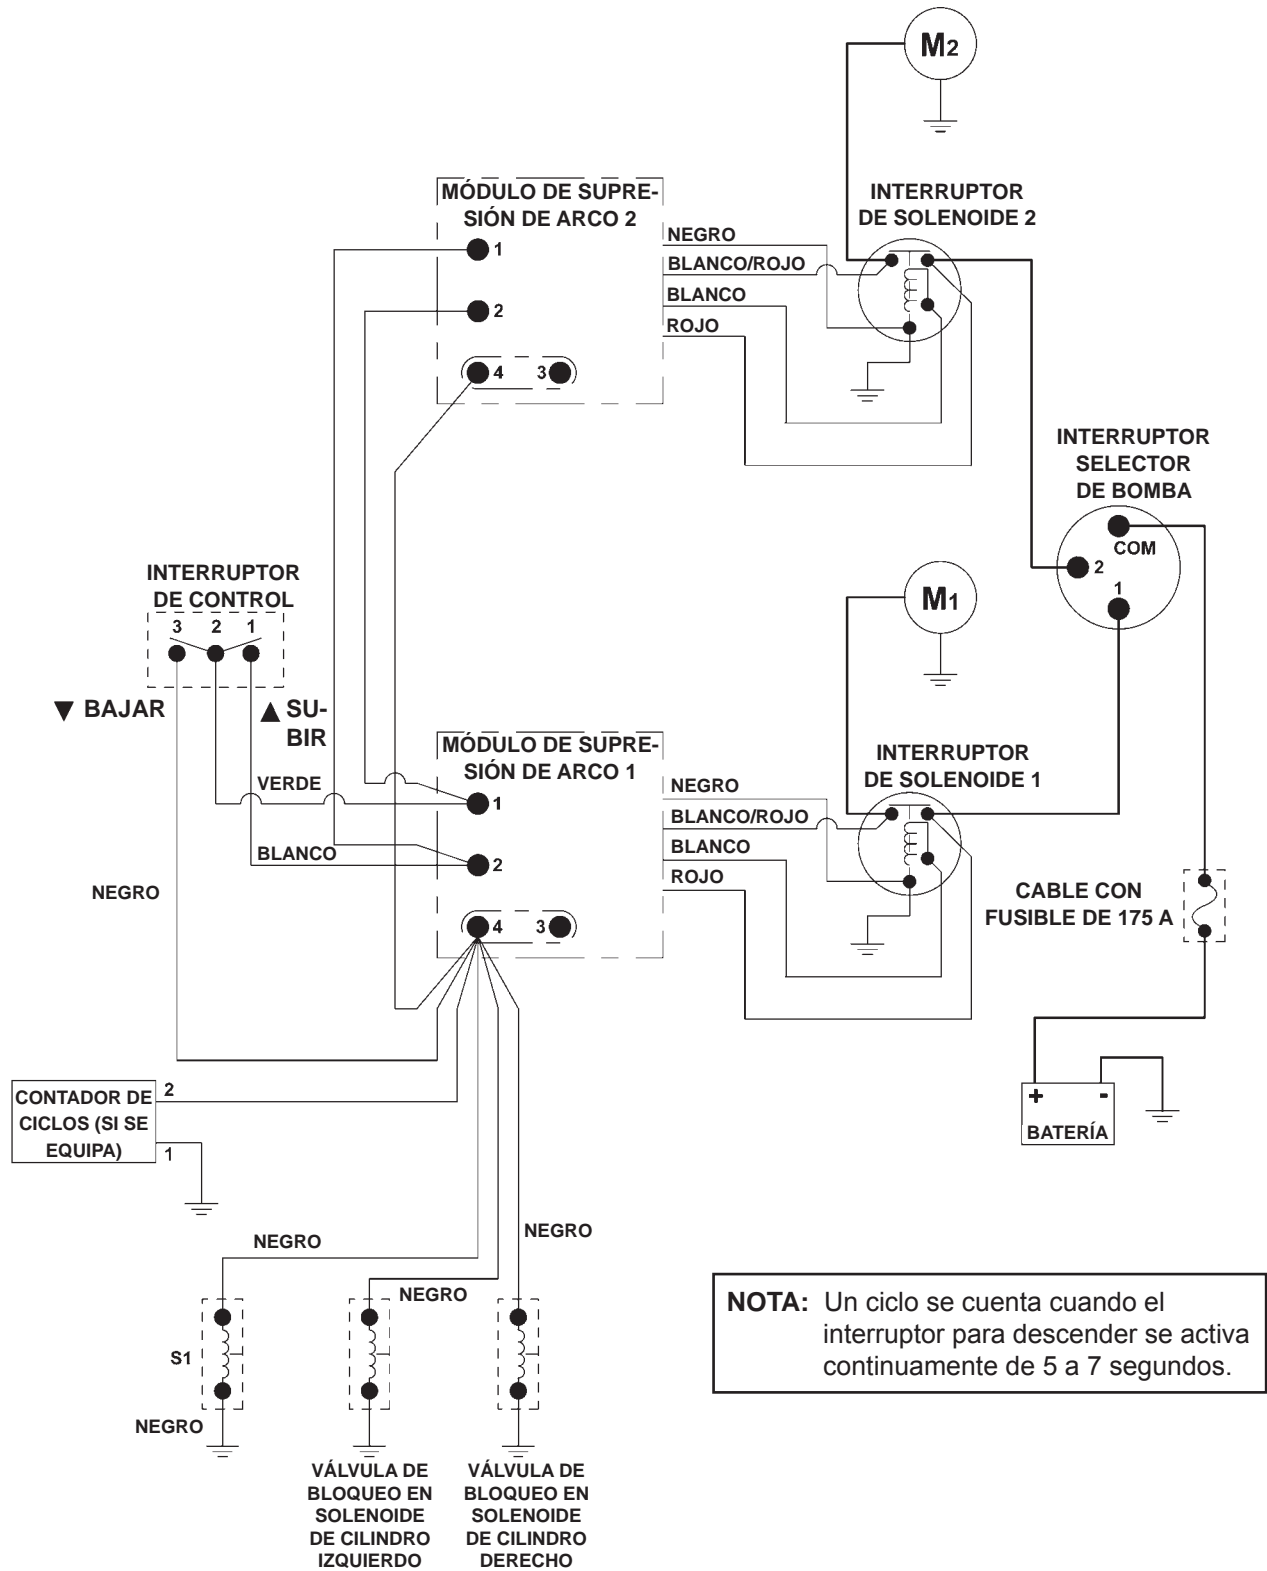 M2
MÓDULO DE SUPRE-
SIÓN DE ARCO 2
INTERRUPTOR
DE SOLENOIDE 2
1
2
4
3
NEGRO
BLANCO/ROJO
BLANCO
ROJO
INTERRUPTOR
SELECTOR
DE BOMBA
COM
2
1
M1
INTERRUPTOR
DE CONTROL
3 2 1
▼ BAJAR
▲ SU-
BIR
MÓDULO DE SUPRE-
SIÓN DE ARCO 1
INTERRUPTOR
DE SOLENOIDE 1
VERDE
BLANCO
NEGRO
1
2
4
3
NEGRO
BLANCO/ROJO
BLANCO
ROJO
CABLE CON
FUSIBLE DE 175 A
+ -
BATERÍA
CONTADOR DE
CICLOS (SI SE
EQUIPA)
2
1
NEGRO
NEGRO
NEGRO
S1
NEGRO
VÁLVULA DE
BLOQUEO EN
SOLENOIDE
DE CILINDRO
IZQUIERDO
VÁLVULA DE
BLOQUEO EN
SOLENOIDE
DE CILINDRO
DERECHO
NOTA: Un ciclo se cuenta cuando el
interruptor para descender se activa
continuamente de 5 a 7 segundos.